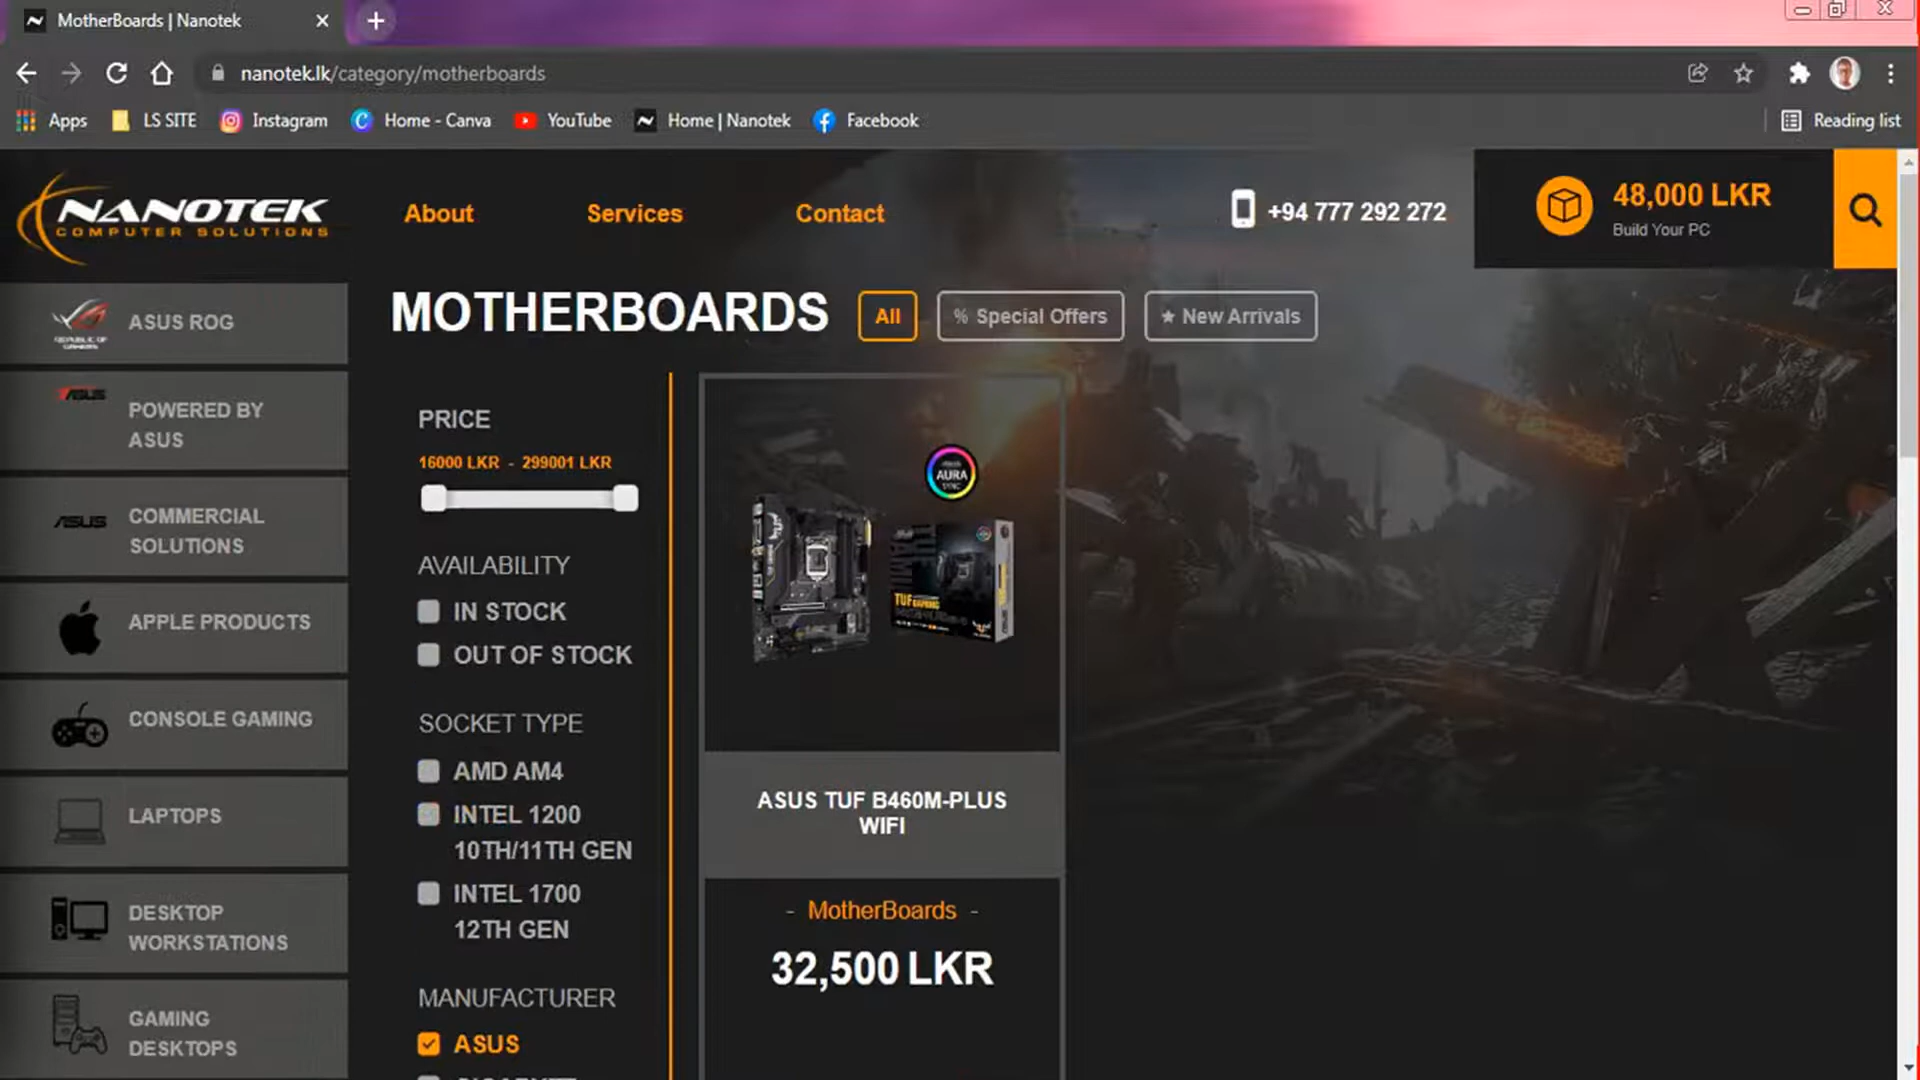 MotherBoards | Nanotek
nanotek.lk/category/motherboards
Apps
LS SITE
Instagram
Home - Canva
YouTube
Home | Nanotek
Facebook
Reading list
NANOTEK
COMPUTER SOLUTIONS
About
Services
Contact
+94 777 292 272
48,000 LKR
Build Your PC
ASUS ROG
POWERED BY
ASUS
COMMERCIAL
SOLUTIONS
APPLE PRODUCTS
CONSOLE GAMING
LAPTOPS
DESKTOP
WORKSTATIONS
GAMING
DESKTOPS
MOTHERBOARDS
All
% Special Offers
★ New Arrivals
PRICE
16000 LKR - 299001 LKR
AVAILABILITY
IN STOCK
OUT OF STOCK
SOCKET TYPE
AMD AM4
INTEL 1200
10TH/11TH GEN
INTEL 1700
12TH GEN
MANUFACTURER
ASUS
AURA
SYNC
TUF GAMING
ASUS TUF B460M-PLUS
WIFI
- MotherBoards -
32,500 LKR